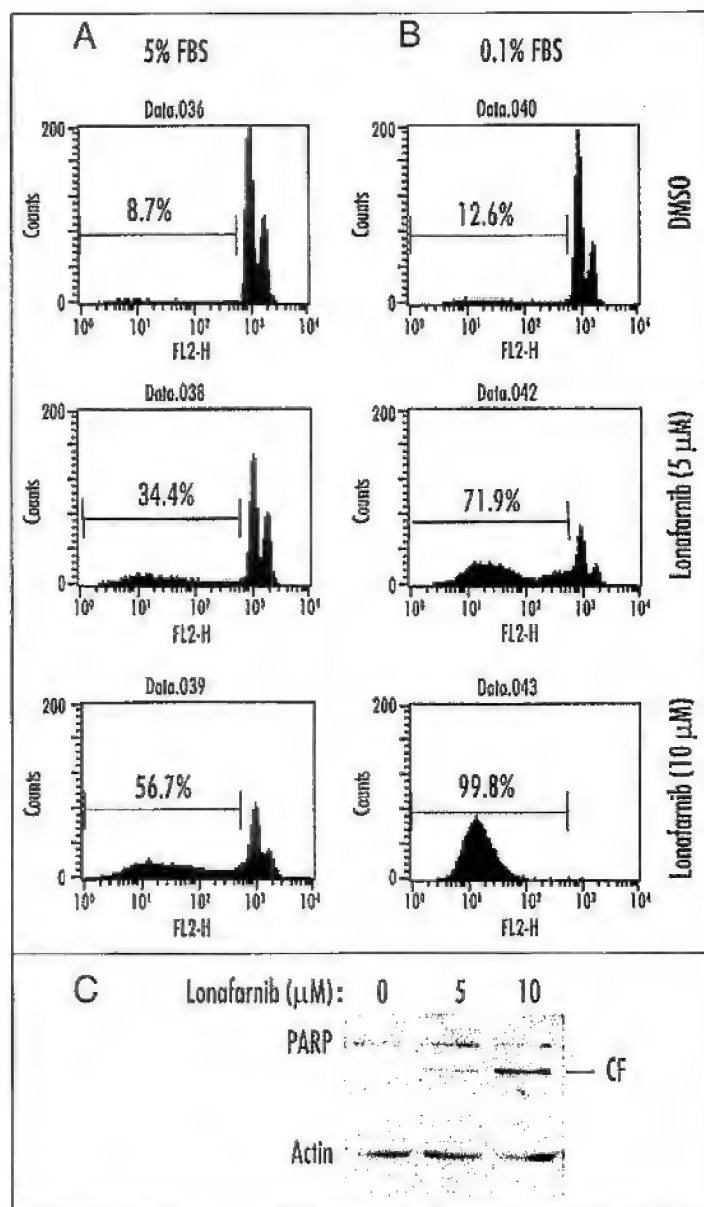 A B
5% FBS 0.1% FBS
Data.036 Data.040
200 200
8.7% 12.6%
Counts Counts
DMSO
0 0
10⁰ 10¹ 10² 10³ 10⁴ 10⁰ 10¹ 10² 10³ 10⁴
FL2-H FL2-H
Data.038 Data.042
200 200
34.4% 71.9%
Counts Counts
Lonafarnib (5 µM)
0 0
10⁰ 10¹ 10² 10³ 10⁴ 10⁰ 10¹ 10² 10³ 10⁴
FL2-H FL2-H
Data.039 Data.043
200 200
56.7% 99.8%
Counts Counts
Lonafarnib (10 µM)
0 0
10⁰ 10¹ 10² 10³ 10⁴ 10⁰ 10¹ 10² 10³ 10⁴
FL2-H FL2-H
C Lonafarnib (µM) : 0 5 10
PARP
CF
Actin